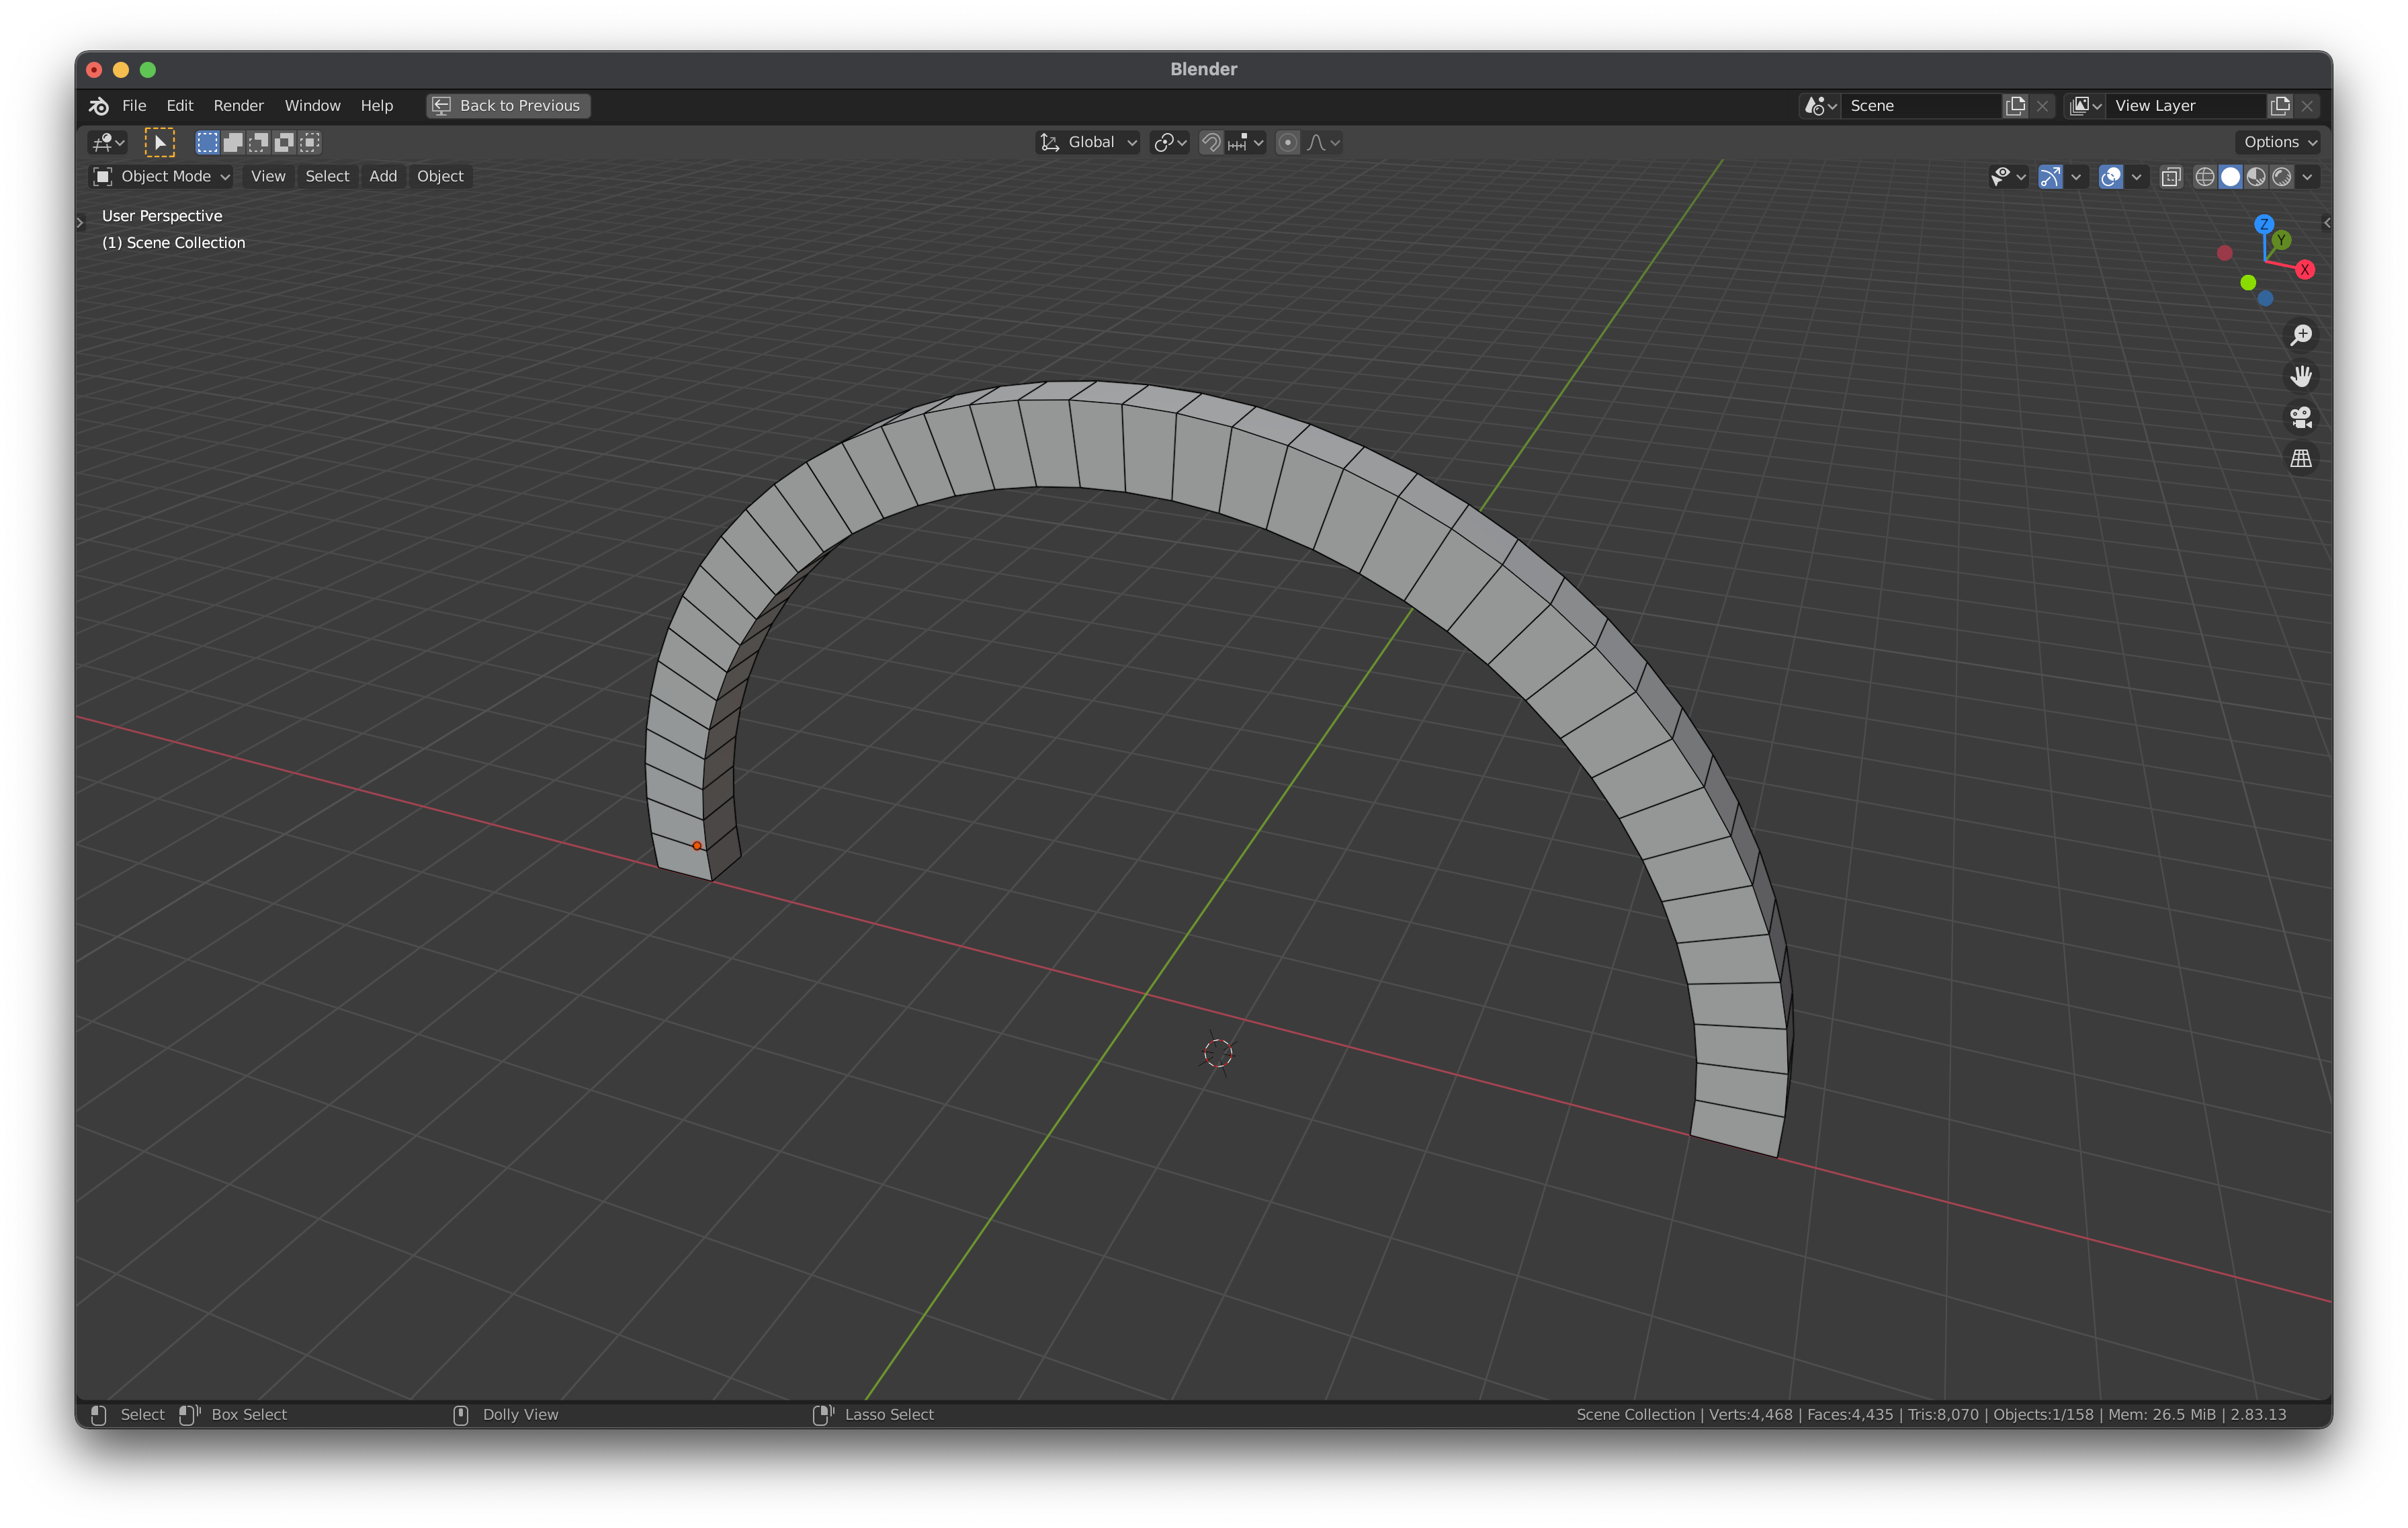 Blender
File Edit Render Window Help Back to Previous Scene View Layer
Global Options
Object Mode View Select Add Object
User Perspective
(1) Scene Collection
Z
Y
X
Select Box Select Dolly View Lasso Select Scene Collection | Verts:4,468 | Faces:4,435 | Tris:8,070 | Objects:1/158 | Mem: 26.5 MiB | 2.83.13